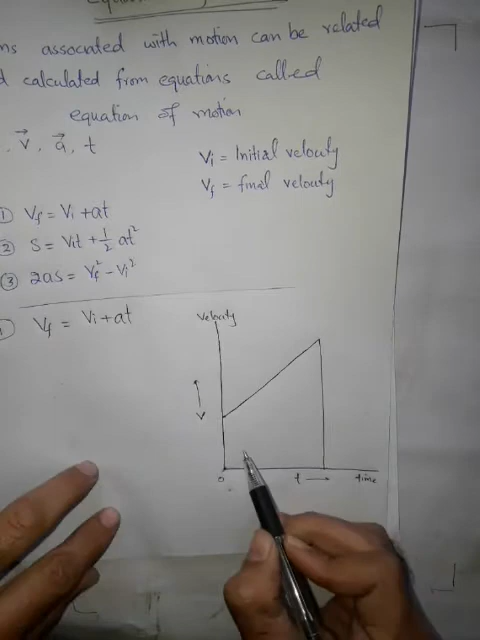 ns associated with motion can be related
d calculated from equations called
equation of motion
. v⃗, a⃗, t
Vi = Initial velocity
Vf = final velocity
① Vf = Vi + at
② S = Vit + ½ at²
③ 2as = Vf² - Vi²
Vf = Vi + at
Velocity
V
0
t →
time